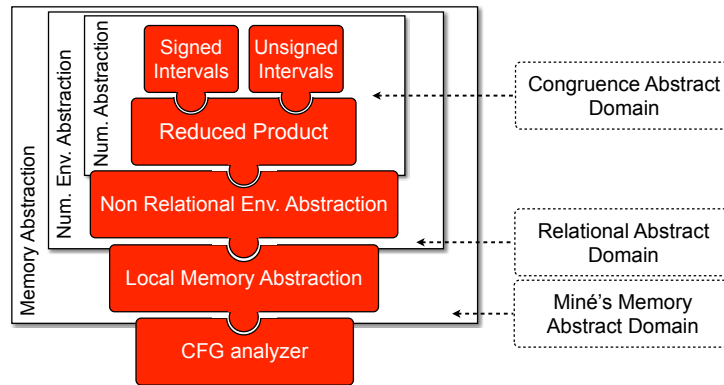 Memory Abstraction
Num. Env. Abstraction
Num. Abstraction
Signed
Intervals
Unsigned
Intervals
Reduced Product
Non Relational Env. Abstraction
Local Memory Abstraction
CFG analyzer
Congruence Abstract
Domain
Relational Abstract
Domain
Miné's Memory
Abstract Domain